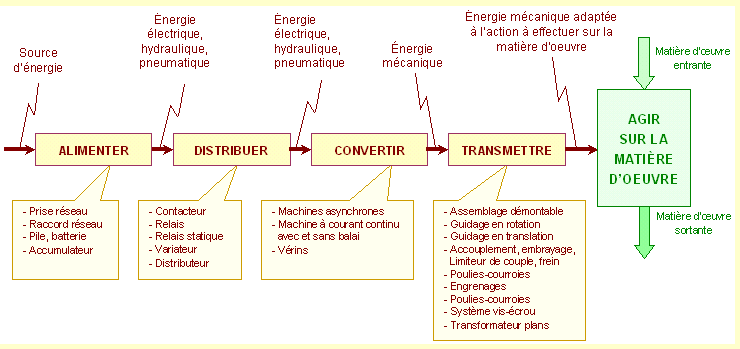 Source
d'énergie
Énergie
électrique,
hydraulique,
pneumatique
Énergie
électrique,
hydraulique,
pneumatique
Énergie
mécanique
Énergie mécanique adaptée
à l'action à effectuer sur la
matière d'oeuvre
Matière d'œuvre
entrante
ALIMENTER
DISTRIBUER
CONVERTIR
TRANSMETTRE
AGIR
SUR LA
MATIÈRE
D'OEUVRE
Matière d'œuvre
sortante
- Prise réseau
- Raccord réseau
- Pile, batterie
- Accumulateur
- Contacteur
- Relais
- Relais statique
- Variateur
- Distributeur
- Machines asynchrones
- Machine à courant continu
avec et sans balai
- Vérins
- Assemblage démontable
- Guidage en rotation
- Guidage en translation
- Accouplement, embrayage,
Limiteur de couple, frein
- Poulies-courroies
- Engrenages
- Poulies-courroies
- Système vis-écrou
- Transformateur plans